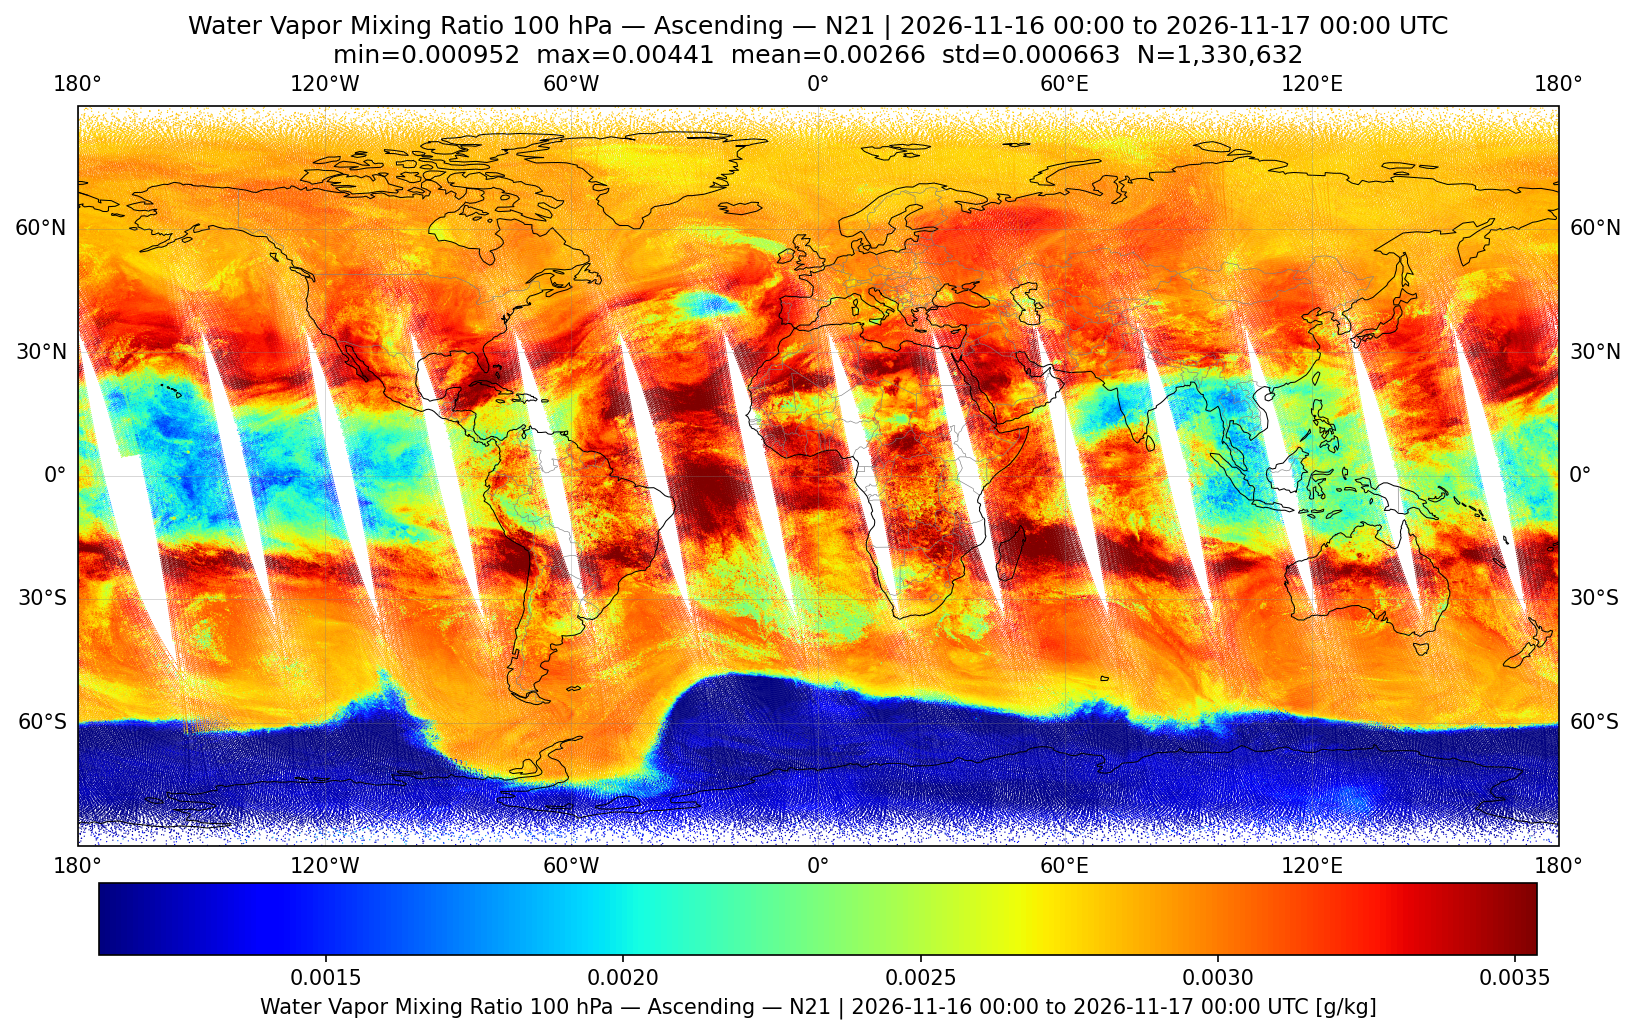 Water Vapor Mixing Ratio 100 hPa — Ascending — N21 | 2026-11-16 00:00 to 2026-11-17 00:00 UTC
min=0.000952  max=0.00441  mean=0.00266  std=0.000663  N=1,330,632
180° 120°W 60°W 0° 60°E 120°E 180°
60°N 60°N
30°N 30°N
0° 0°
30°S 30°S
60°S 60°S
180° 120°W 60°W 0° 60°E 120°E 180°
0.0015 0.0020 0.0025 0.0030 0.0035
Water Vapor Mixing Ratio 100 hPa — Ascending — N21 | 2026-11-16 00:00 to 2026-11-17 00:00 UTC [g/kg]